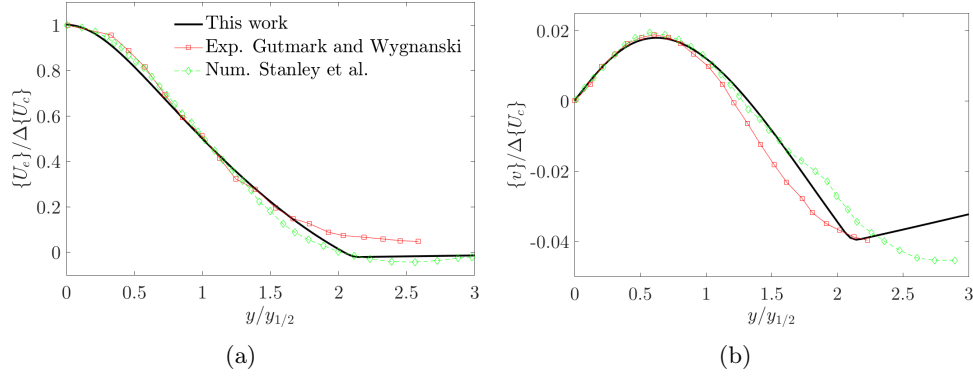 This work
Exp. Gutmark and Wygnanski
Num. Stanley et al.
1
0.8
0.6
0.4
0.2
0
0
0.5
1
1.5
2
2.5
3
{U_e}/Δ{U_c}
y/y_{1/2}
(a)
0.02
0
-0.02
-0.04
0
0.5
1
1.5
2
2.5
3
{v}/Δ{U_c}
y/y_{1/2}
(b)